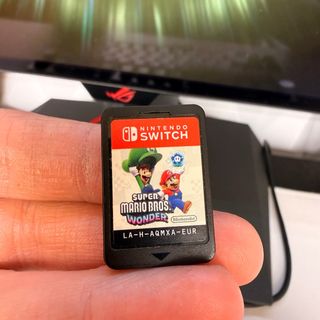 NINTENDO
SWITCH
SUPER
MARIO BROS.
WONDER
Nintendo
LA-H-AQMXA-EUR